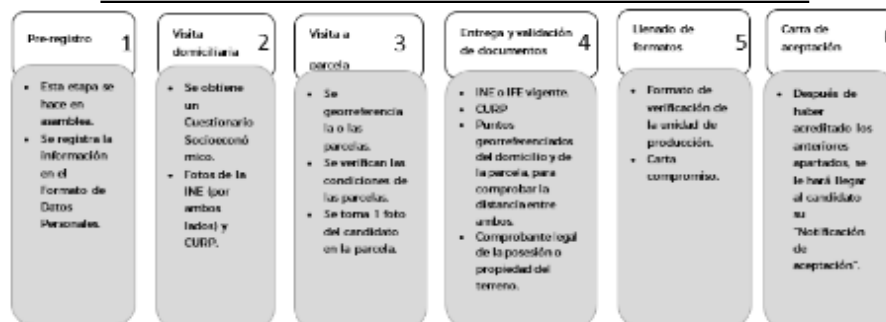 Pre-registro 1
• Esta etapa se
hace en
asamblea.
• Se registra la
información
en el
Formato de
Datos
Personales.
Visita
domiciliaria 2
• Se obtiene
un
Cuestionario
Socioeconó
mico.
• Fotos de la
INE (por
ambos
lados) y
CURP.
Visita a
parcela 3
• Se
georreferencia
la o las
parcelas.
• Se verifican las
condiciones de
las parcelas.
• Se toma 1 foto
del candidato
en la parcela.
Entrega y validación
de documentos 4
• INE o IFE vigente.
• CURP
• Puntos
georreferenciados
del domicilio y de
la parcela, para
comprobar la
distancia entre
ambos.
• Comprobante legal
de la posesión o
propiedad del
terreno.
Llenado de
formatos 5
• Formato de
verificación de
la unidad de
producción.
• Carta
compromiso.
Carta de
aceptación
• Después de
haber
acreditado los
anteriores
apartados, se
le hará llegar
al candidato
su
"Notificación
de
aceptación".